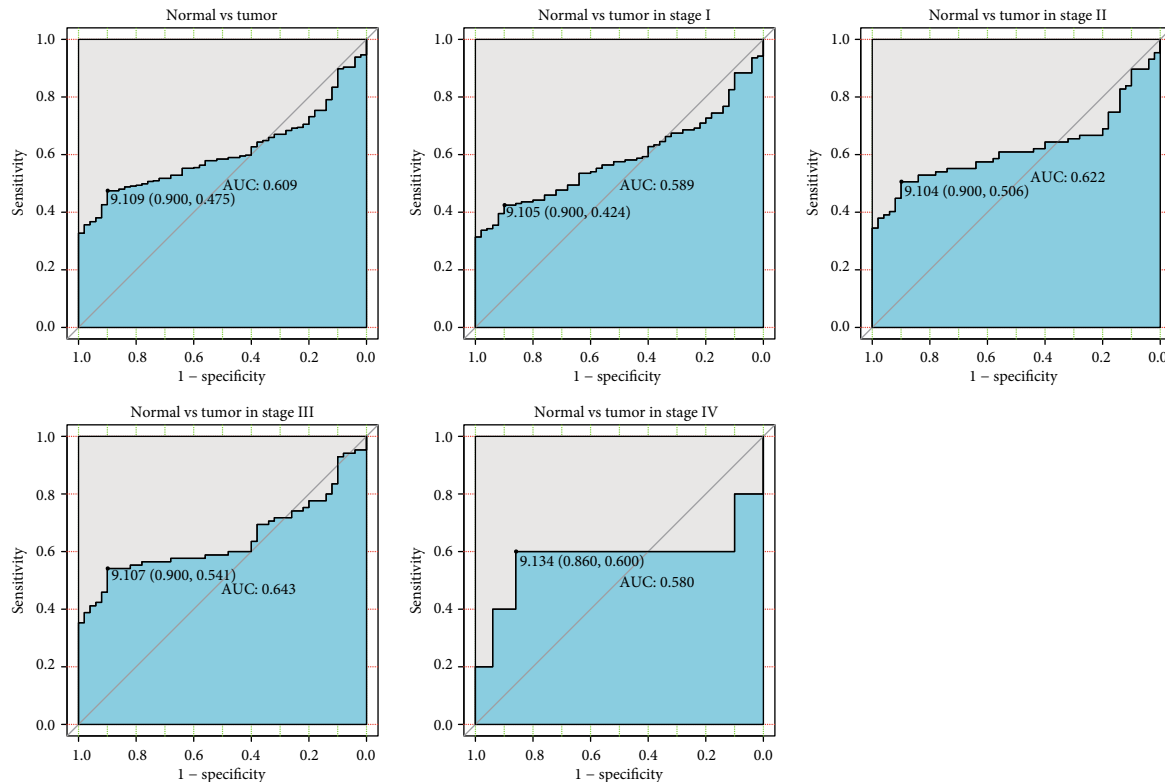 Normal vs tumor
1.0
0.8
0.6
0.4
0.2
0.0
Sensitivity
AUC: 0.609
9.109 (0.900, 0.475)
1.0 0.8 0.6 0.4 0.2 0.0
1 − specificity
Normal vs tumor in stage I
1.0
0.8
0.6
0.4
0.2
0.0
Sensitivity
AUC: 0.589
9.105 (0.900, 0.424)
1.0 0.8 0.6 0.4 0.2 0.0
1 − specificity
Normal vs tumor in stage II
1.0
0.8
0.6
0.4
0.2
0.0
Sensitivity
AUC: 0.622
9.104 (0.900, 0.506)
1.0 0.8 0.6 0.4 0.2 0.0
1 − specificity
Normal vs tumor in stage III
1.0
0.8
0.6
0.4
0.2
0.0
Sensitivity
9.107 (0.900, 0.541)
AUC: 0.643
1.0 0.8 0.6 0.4 0.2 0.0
1 − specificity
Normal vs tumor in stage IV
1.0
0.8
0.6
0.4
0.2
0.0
Sensitivity
9.134 (0.860, 0.600)
AUC: 0.580
1.0 0.8 0.6 0.4 0.2 0.0
1 − specificity